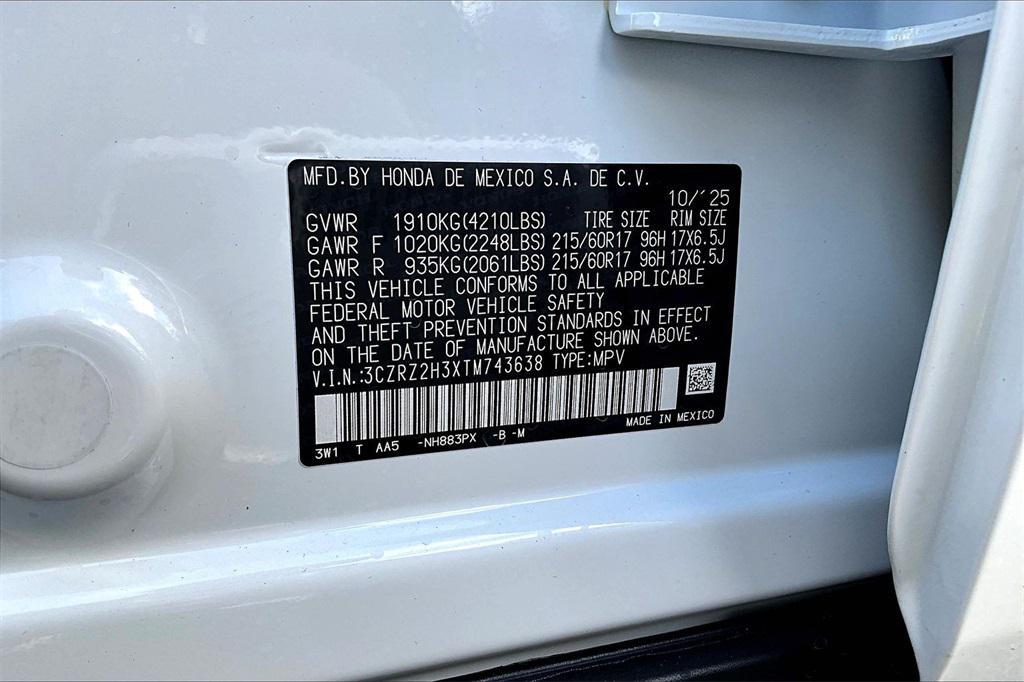 MFD.BY HONDA DE MEXICO S.A. DE C.V.
10/'25
GVWR 1910KG(4210LBS) TIRE SIZE RIM SIZE
GAWR F 1020KG(2248LBS) 215/60R17 96H 17X6.5J
GAWR R 935KG(2061LBS) 215/60R17 96H 17X6.5J
THIS VEHICLE CONFORMS TO ALL APPLICABLE
FEDERAL MOTOR VEHICLE SAFETY
AND THEFT PREVENTION STANDARDS IN EFFECT
ON THE DATE OF MANUFACTURE SHOWN ABOVE.
V.I.N.:3CZRZ2H3XTM743638 TYPE:MPV
MADE IN MEXICO
3W1 T AA5 -NH883PX -B -M